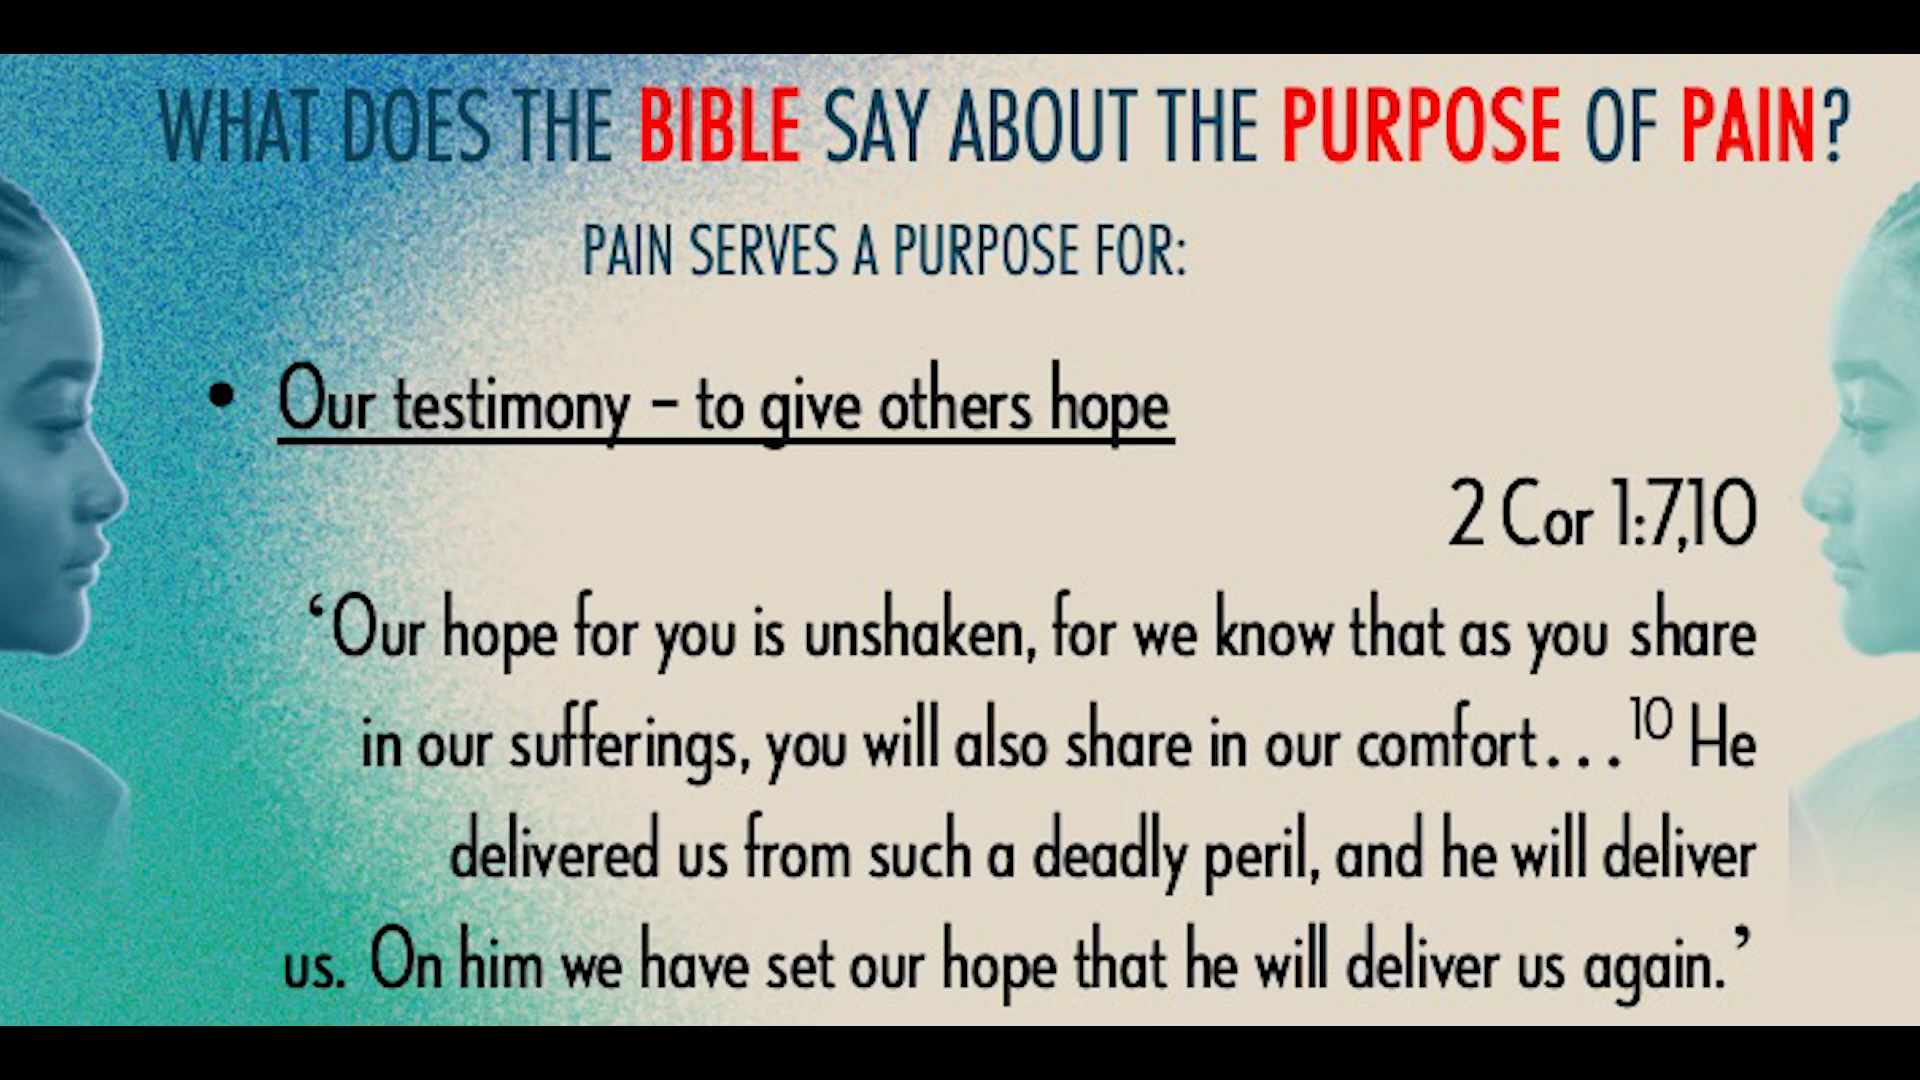 WHAT DOES THE BIBLE SAY ABOUT THE PURPOSE OF PAIN?
PAIN SERVES A PURPOSE FOR:
• Our testimony – to give others hope
2 Cor 1:7,10
‘Our hope for you is unshaken, for we know that as you share
in our sufferings, you will also share in our comfort…¹⁰ He
delivered us from such a deadly peril, and he will deliver
us. On him we have set our hope that he will deliver us again.’